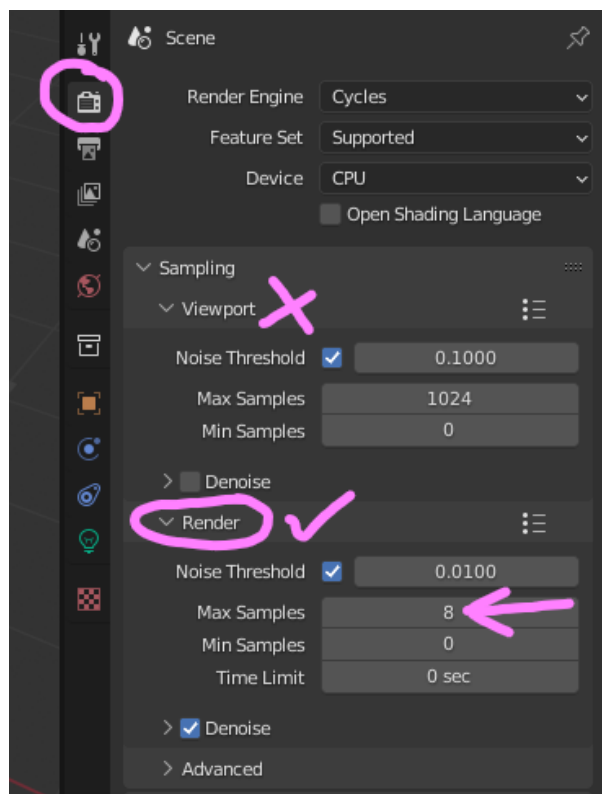 Scene
Render Engine Cycles
Feature Set Supported
Device CPU
Open Shading Language
Sampling
Viewport
Noise Threshold 0.1000
Max Samples 1024
Min Samples 0
Denoise
Render
Noise Threshold 0.0100
Max Samples 8
Min Samples 0
Time Limit 0 sec
Denoise
Advanced